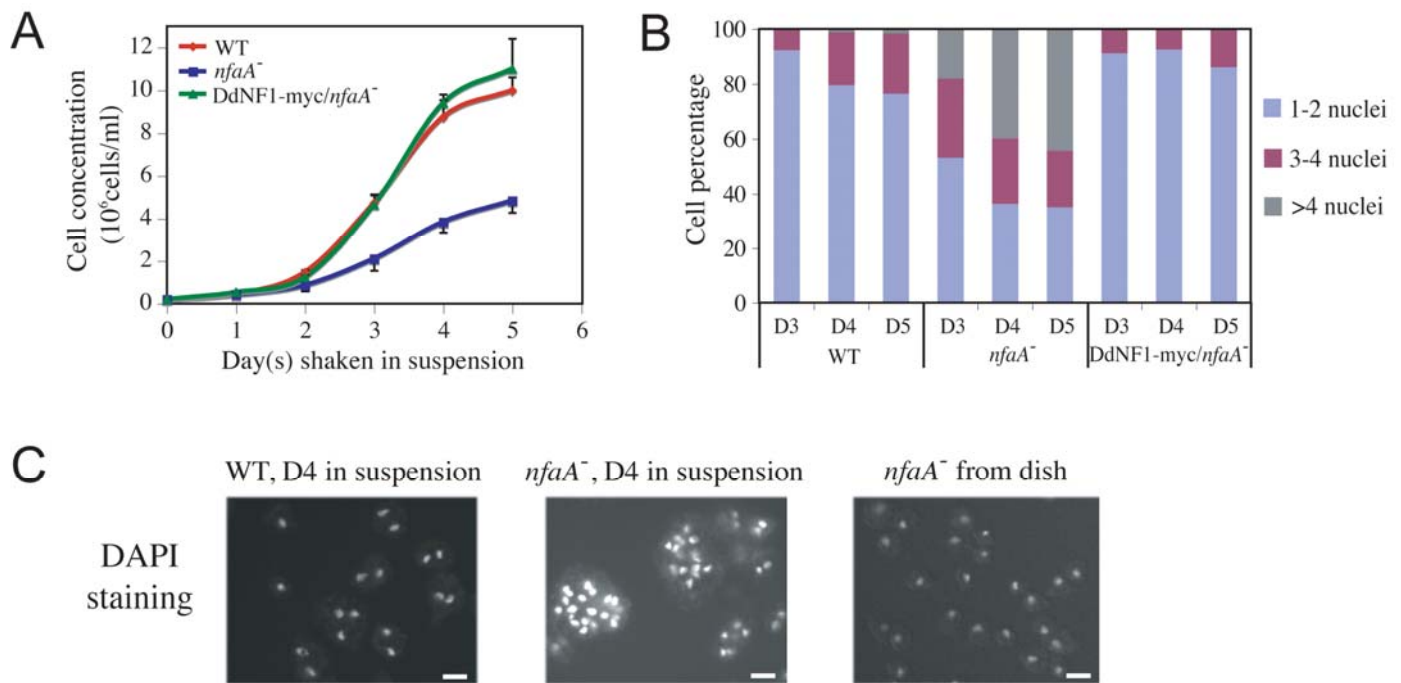 A
12
10
8
6
4
2
0
Cell concentration
(10⁶cells/ml)
WT
nfaA⁻
DdNF1-myc/nfaA⁻
0 1 2 3 4 5 6
Day(s) shaken in suspension
B
100
80
60
40
20
0
Cell percentage
D3 D4 D5 D3 D4 D5 D3 D4 D5
WT nfaA⁻ DdNF1-myc/nfaA⁻
1-2 nuclei
3-4 nuclei
>4 nuclei
C
WT, D4 in suspension
nfaA⁻, D4 in suspension
nfaA⁻ from dish
DAPI
staining